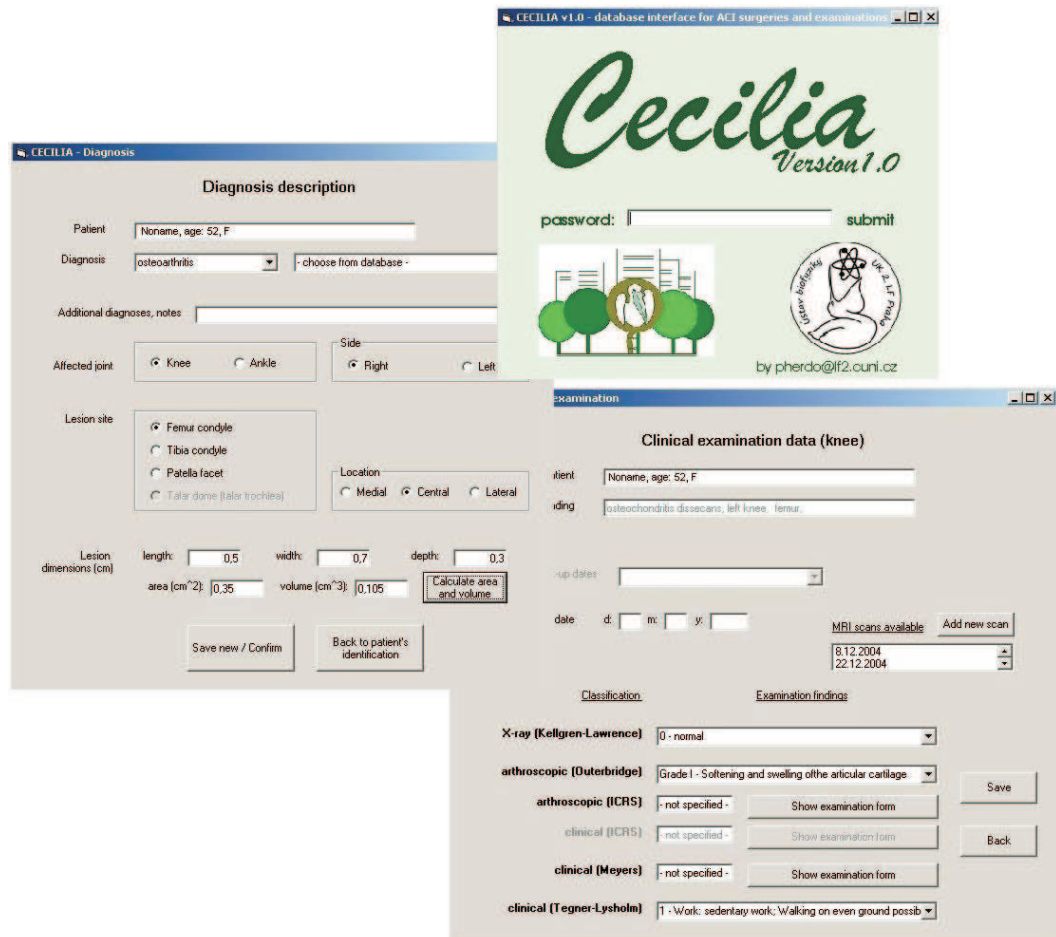 CECILIA v1.0 - database interface for ACI surgeries and examinations
Cecilia
Version1.0
password:
submit
Ústav biofyziky UK 2. LF Praha
by pherdo@lf2.cuni.cz
CECILIA - Diagnosis
Diagnosis description
Patient
Noname, age: 52, F
Diagnosis
osteoarthritis
- choose from database -
Additional diagnoses, notes
Affected joint
Knee
Ankle
Side
Right
Left
Lesion site
Femur condyle
Tibia condyle
Patella facet
Talar dome (talar trochlea)
Location
Medial
Central
Lateral
Lesion
dimensions (cm)
length:
0,5
width:
0,7
depth:
0,3
area (cm^2):
0,35
volume (cm^3):
0,105
Calculate area
and volume
Save new / Confirm
Back to patient's
identification
examination
Clinical examination data (knee)
tient
Noname, age: 52, F
ding
osteochondritis dissecans, left knee, femur,
-up dates
date
d:
m:
y:
MRI scans available
Add new scan
8.12.2004
22.12.2004
Classification
Examination findings
X-ray (Kellgren-Lawrence)
0 - normal
arthroscopic (Outerbridge)
Grade I - Softening and swelling ofthe articular cartilage
arthroscopic (ICRS)
- not specified -
Show examination form
clinical (ICRS)
- not specified -
Show examination form
clinical (Meyers)
- not specified -
Show examination form
clinical (Tegner-Lysholm)
1 - Work: sedentary work; Walking on even ground possib
Save
Back